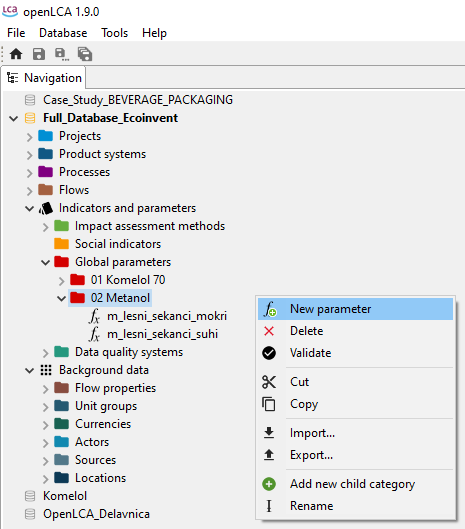 LCA openLCA 1.9.0
File Database Tools Help
Navigation
Case_Study_BEVERAGE_PACKAGING
Full_Database_Ecoinvent
Projects
Product systems
Processes
Flows
Indicators and parameters
Impact assessment methods
Social indicators
Global parameters
01 Komelol 70
02 Metanol
fx m_lesni_sekanci_mokri
fx m_lesni_sekanci_suhi
Data quality systems
Background data
Flow properties
Unit groups
Currencies
Actors
Sources
Locations
Komelol
OpenLCA_Delavnica
New parameter
Delete
Validate
Cut
Copy
Import...
Export...
Add new child category
Rename